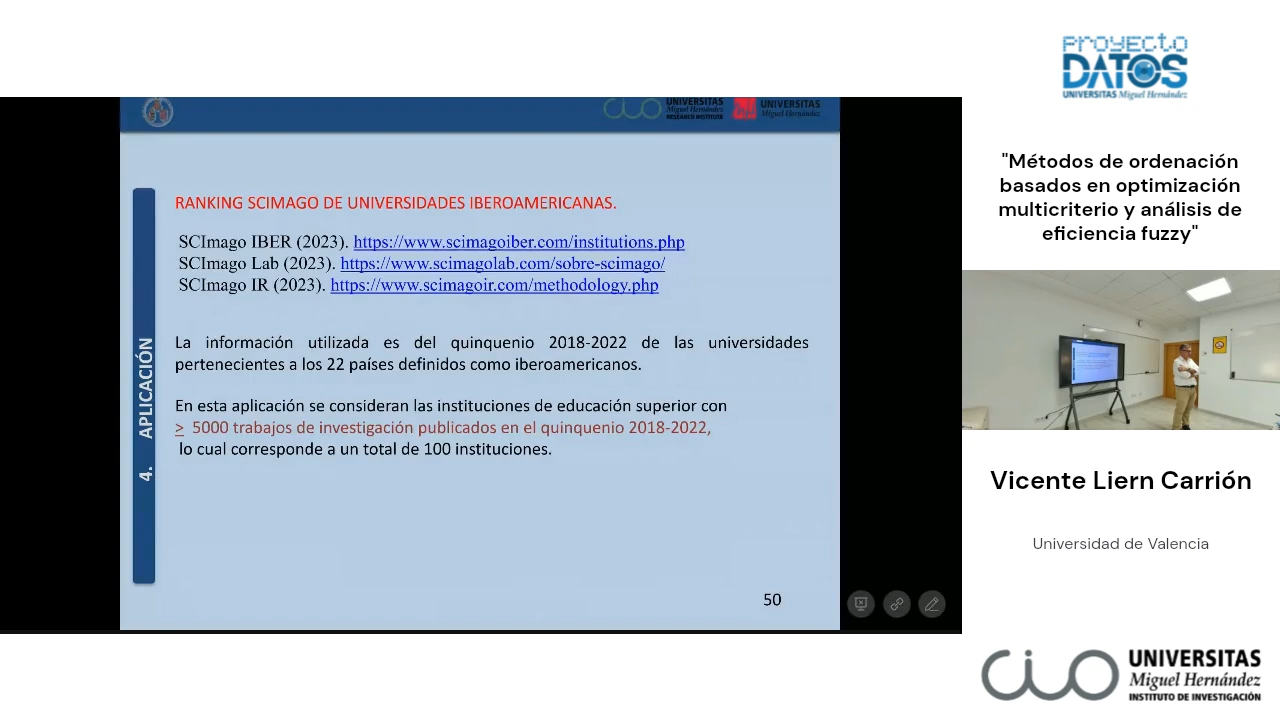 PROYECTO
DATOS
UNIVERSITAS Miguel Hernández
"Métodos de ordenación
basados en optimización
multicriterio y análisis de
eficiencia fuzzy"
UNIVERSITAS
Miguel Hernández
RESEARCH INSTITUTE
UNIVERSITAS
Miguel Hernández
4. APLICACIÓN
RANKING SCIMAGO DE UNIVERSIDADES IBEROAMERICANAS.
SCImago IBER (2023). https://www.scimagoiber.com/institutions.php
SCImago Lab (2023). https://www.scimagolab.com/sobre-scimago/
SCImago IR (2023). https://www.scimagoir.com/methodology.php
La información utilizada es del quinquenio 2018-2022 de las universidades
pertenecientes a los 22 países definidos como iberoamericanos.
En esta aplicación se consideran las instituciones de educación superior con
> 5000 trabajos de investigación publicados en el quinquenio 2018-2022,
lo cual corresponde a un total de 100 instituciones.
50
Vicente Liern Carrión
Universidad de Valencia
CIO UNIVERSITAS
Miguel Hernández
INSTITUTO DE INVESTIGACIÓN